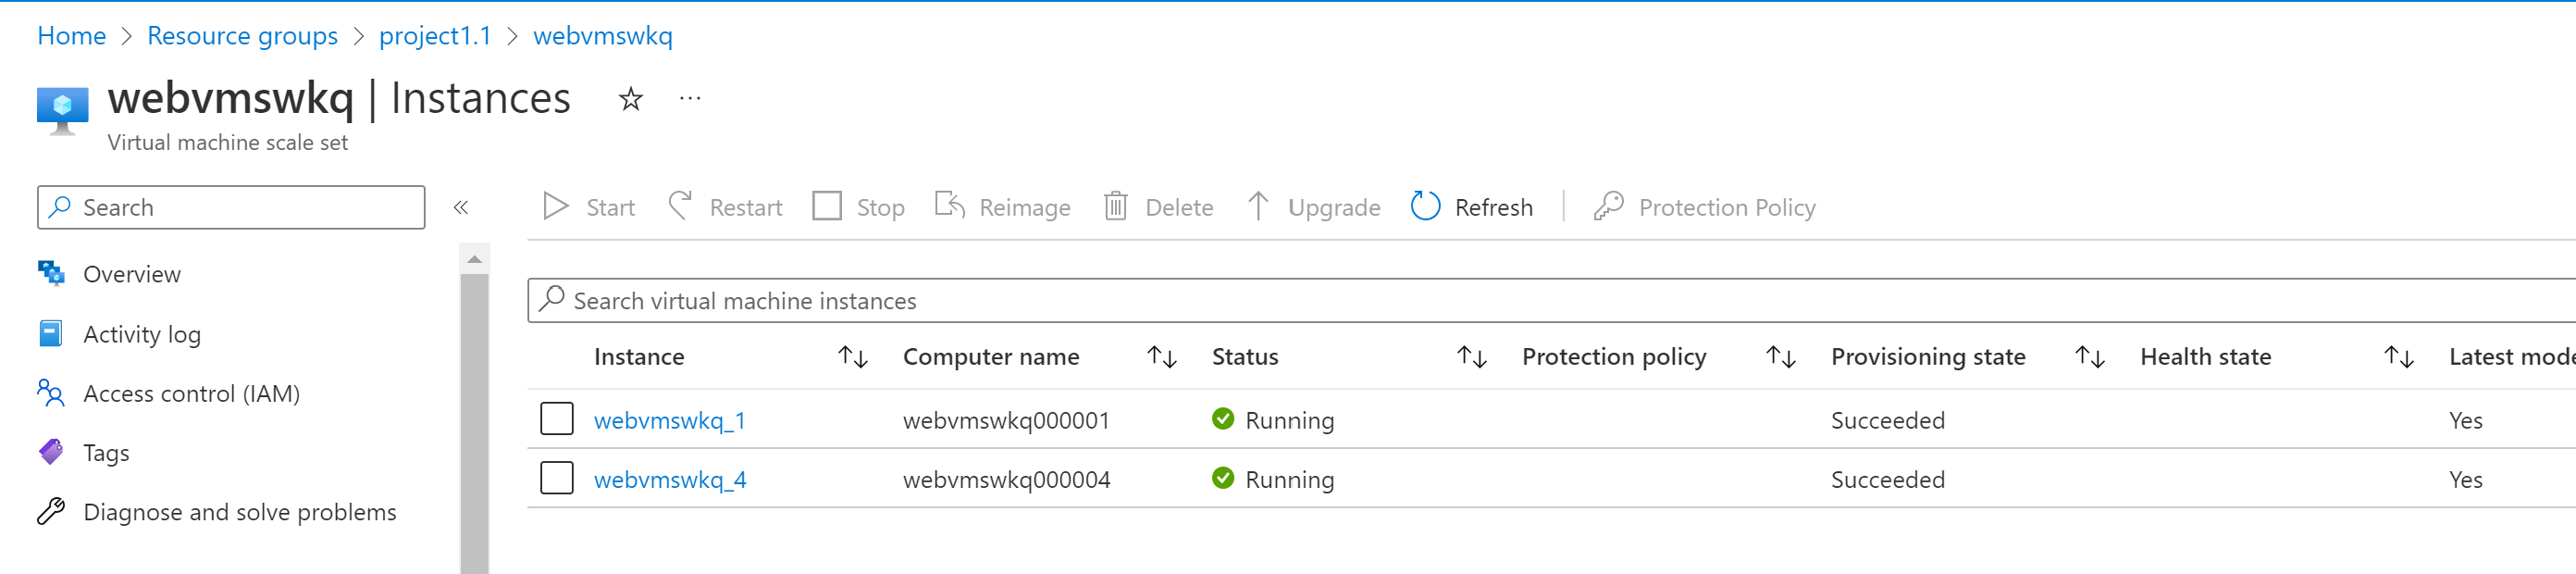 Home > Resource groups > project1.1 > webvmswkq
webvmswkq | Instances ...
Virtual machine scale set
Search «
Start Restart Stop Reimage Delete Upgrade Refresh Protection Policy
Overview
Activity log
Access control (IAM)
Tags
Diagnose and solve problems
Search virtual machine instances
Instance ↑↓ Computer name ↑↓ Status ↑↓ Protection policy ↑↓ Provisioning state ↑↓ Health state ↑↓ Latest mode
webvmswkq_1 webvmswkq000001 Running Succeeded Yes
webvmswkq_4 webvmswkq000004 Running Succeeded Yes